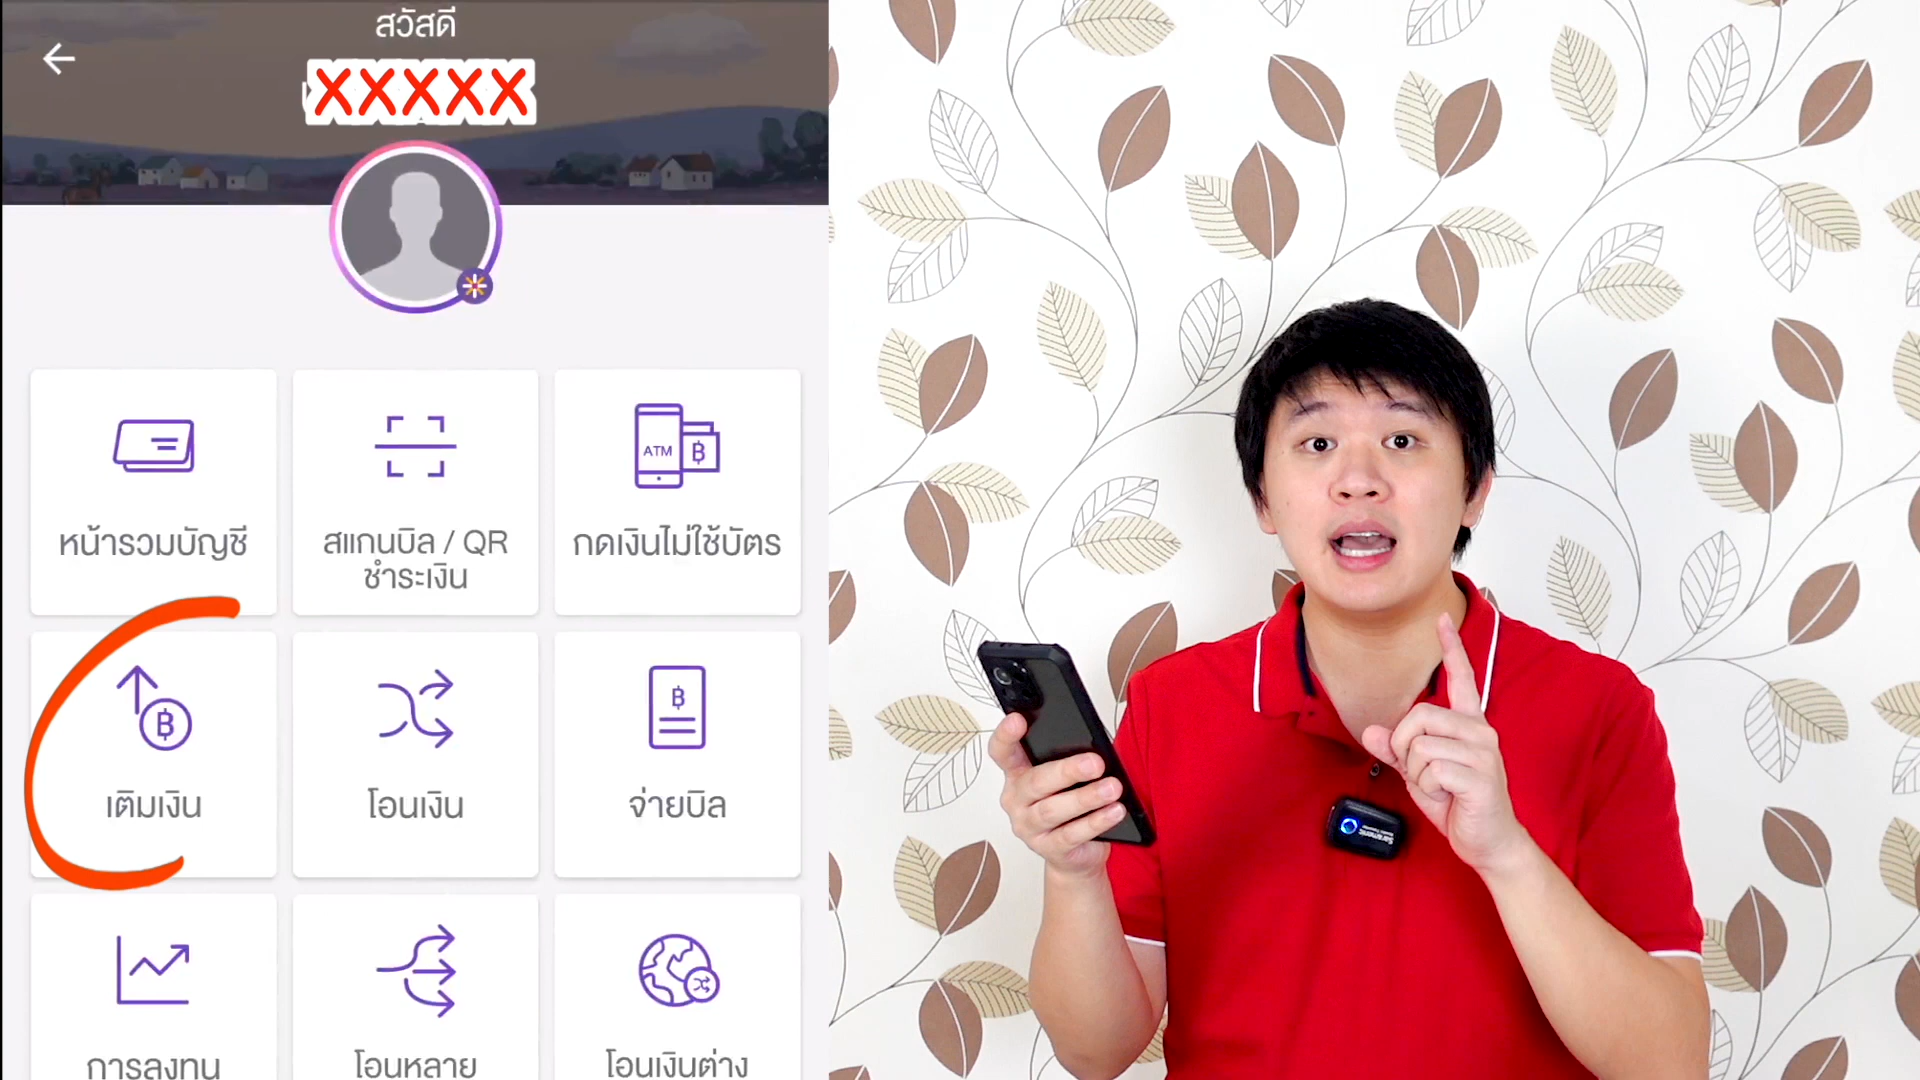 สวัสดี
XXXXX
หน้ารวมบัญชี
สแกนบิล / QR
ชำระเงิน
ATM
฿
กดเงินไม่ใช้บัตร
฿
เติมเงิน
โอนเงิน
฿
จ่ายบิล
การลงทุน
โอนหลาย
โอนเงินต่าง
Saramonic